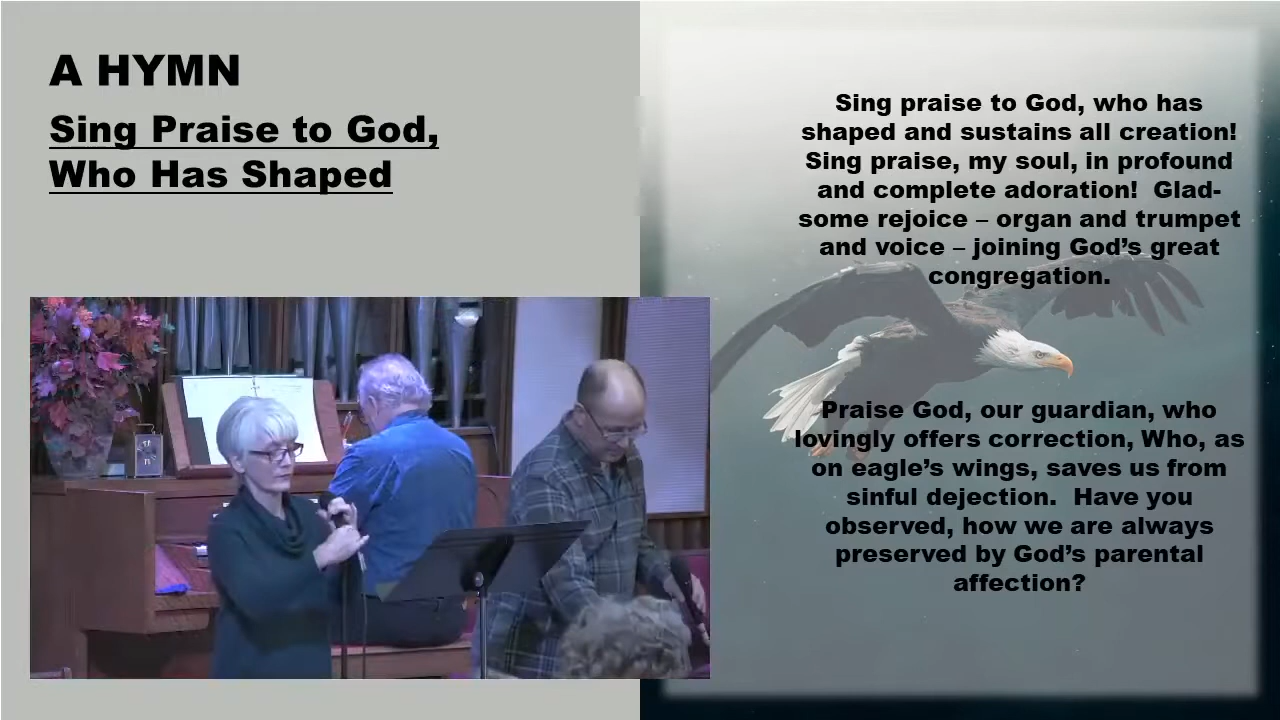 A HYMN
Sing Praise to God,
Who Has Shaped
Sing praise to God, who has
shaped and sustains all creation!
Sing praise, my soul, in profound
and complete adoration!  Glad-
some rejoice – organ and trumpet
and voice – joining God’s great
congregation.
Praise God, our guardian, who
lovingly offers correction, Who, as
on eagle’s wings, saves us from
sinful dejection.  Have you
observed, how we are always
preserved by God’s parental
affection?